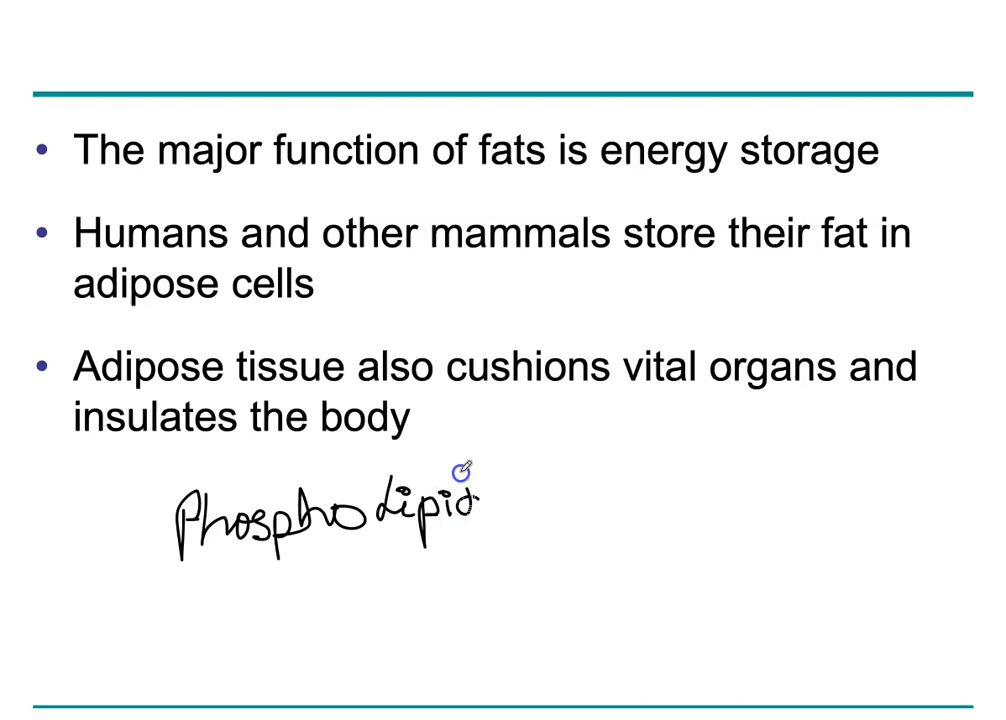 • The major function of fats is energy storage
• Humans and other mammals store their fat in
adipose cells
• Adipose tissue also cushions vital organs and
insulates the body
Phospho Lipid